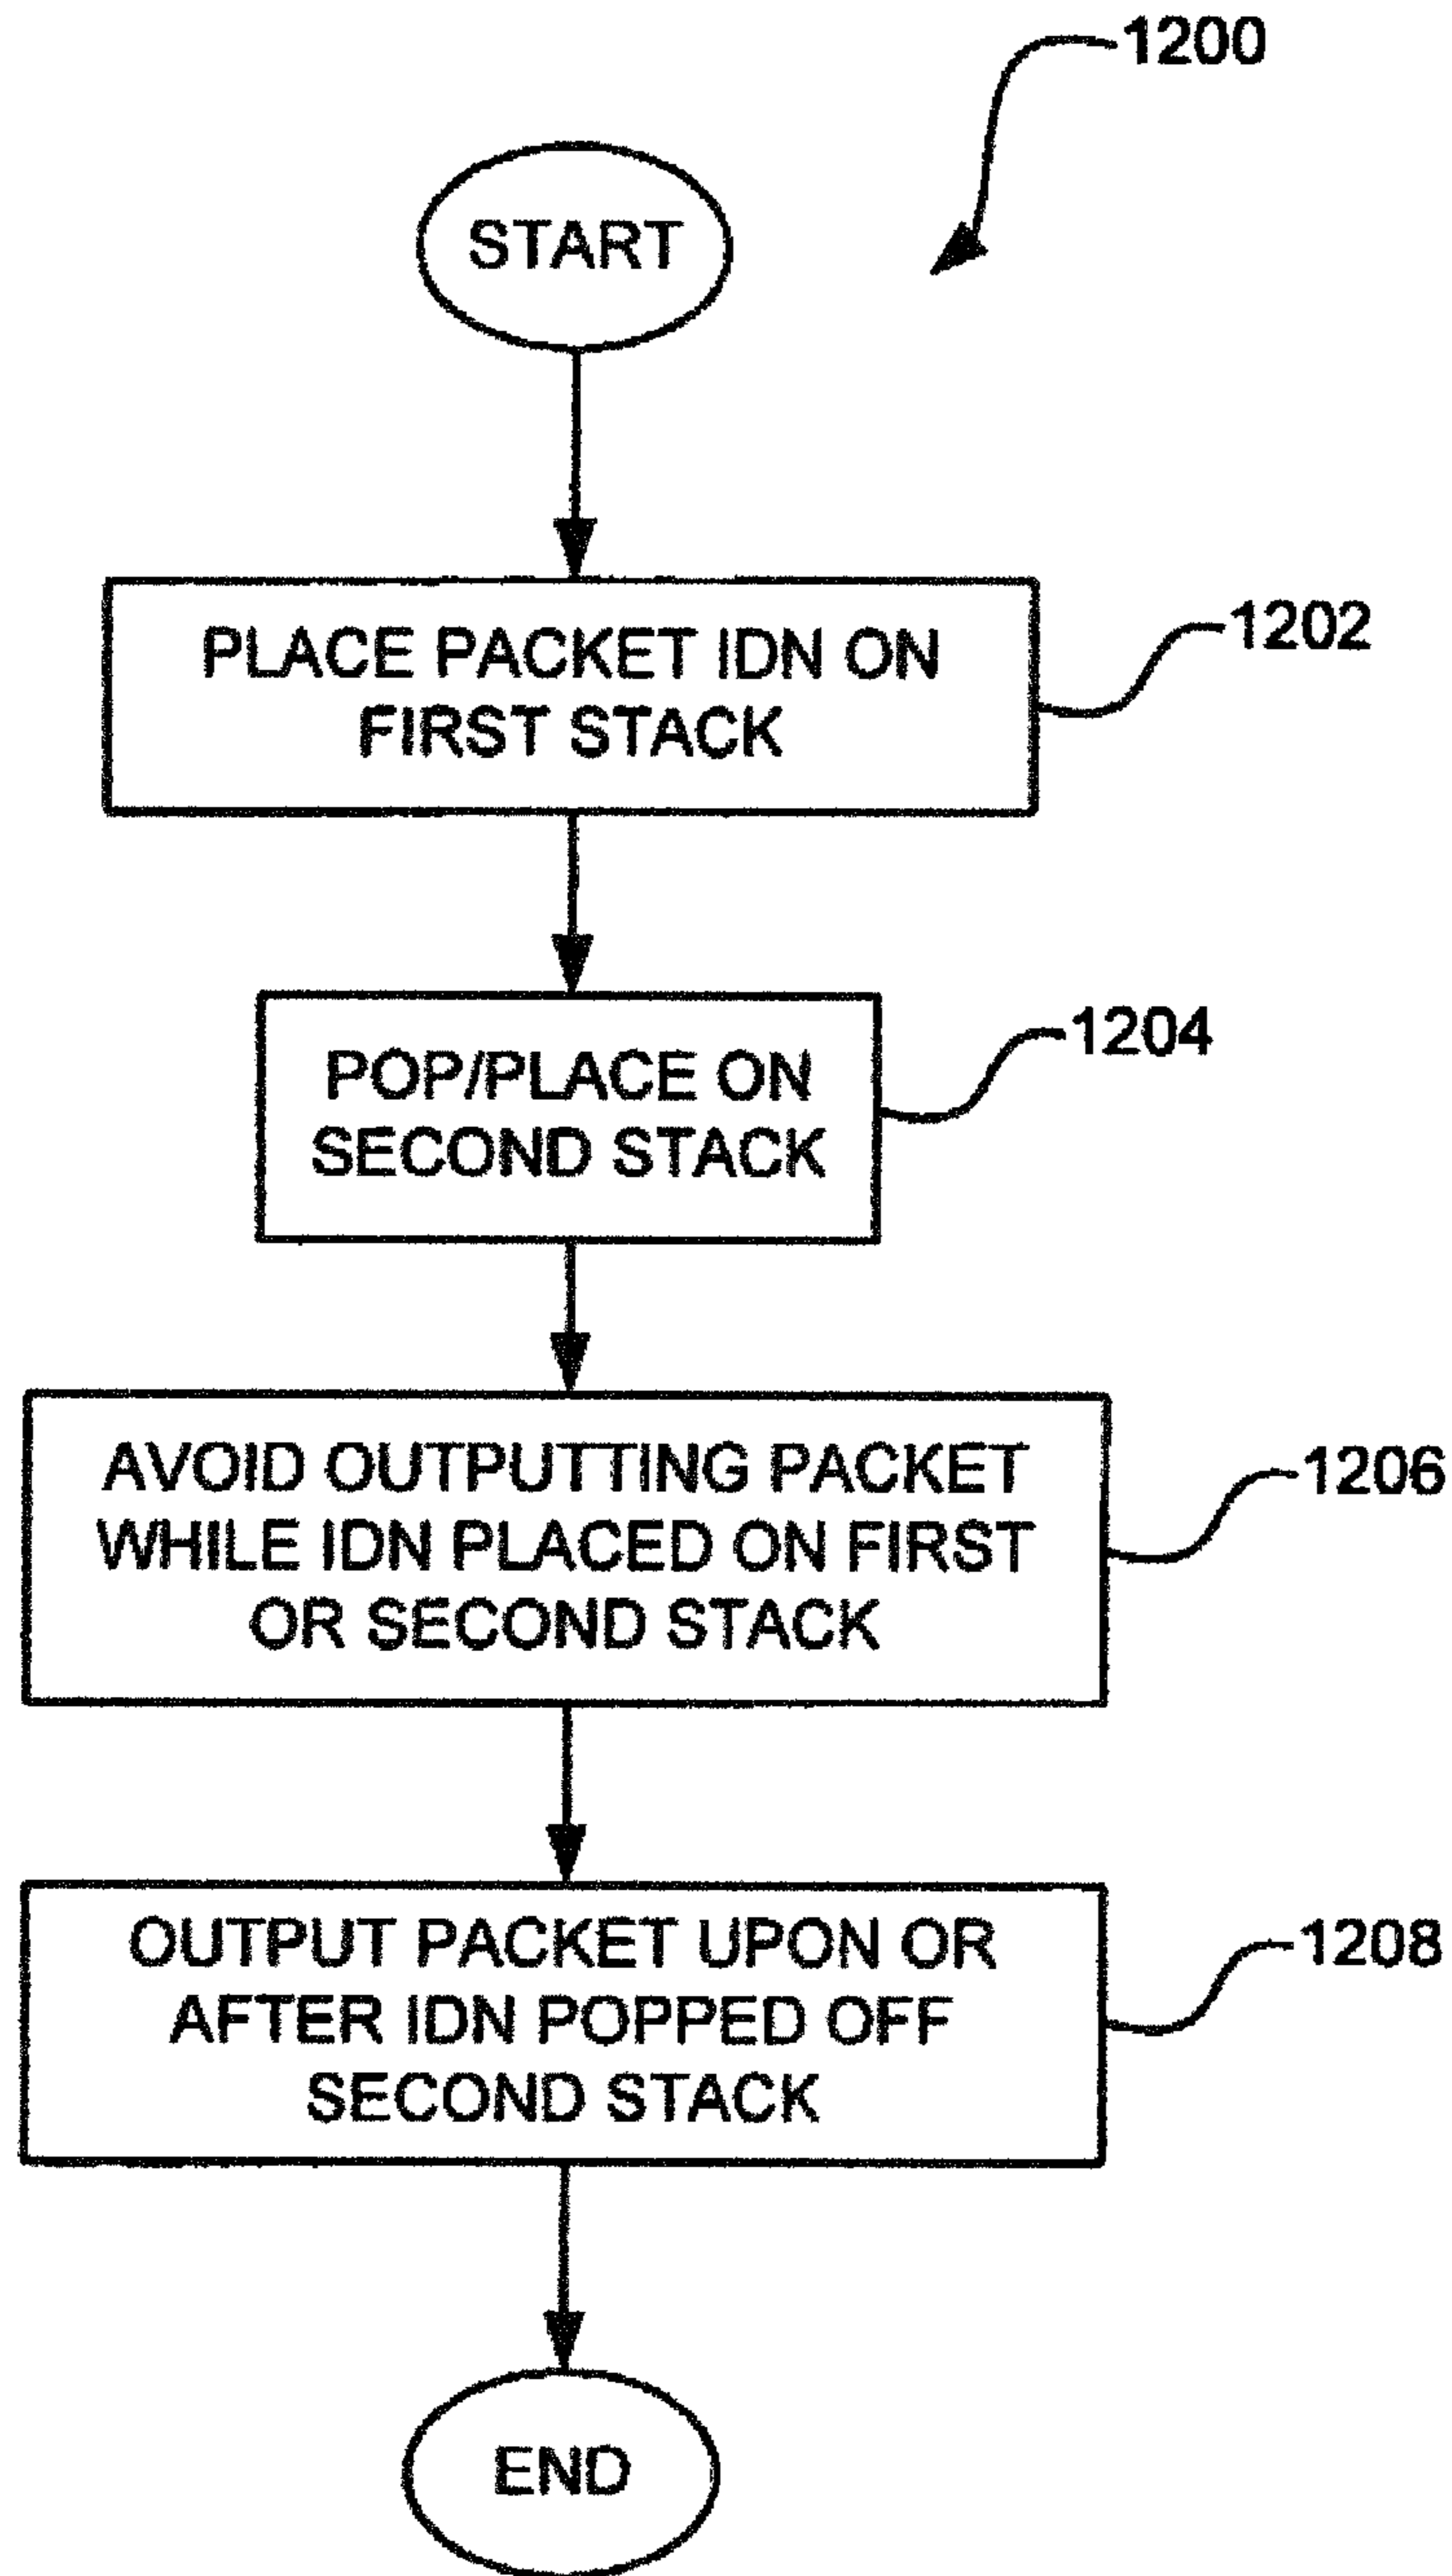 1200
START
PLACE PACKET IDN ON
FIRST STACK
1202
POP/PLACE ON
SECOND STACK
1204
AVOID OUTPUTTING PACKET
WHILE IDN PLACED ON FIRST
OR SECOND STACK
1206
OUTPUT PACKET UPON OR
AFTER IDN POPPED OFF
SECOND STACK
1208
END